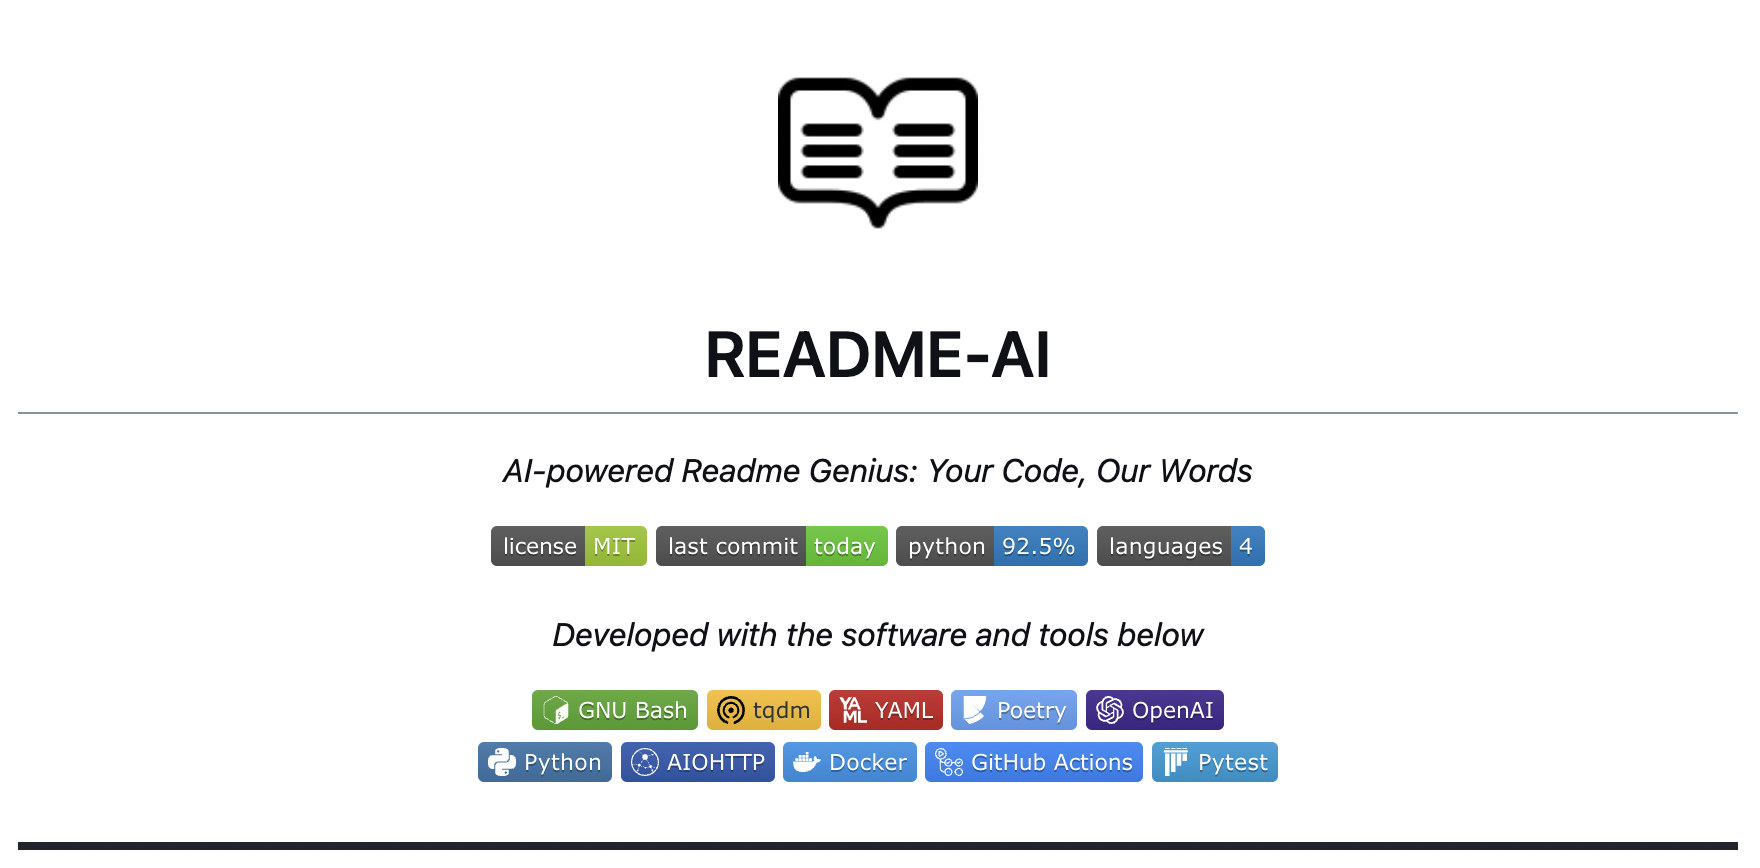 README-AI
AI-powered Readme Genius: Your Code, Our Words
license MIT last commit today python 92.5% languages 4
Developed with the software and tools below
GNU Bash tqdm YAML YAML Poetry OpenAI
Python AIOHTTP Docker GitHub Actions Pytest